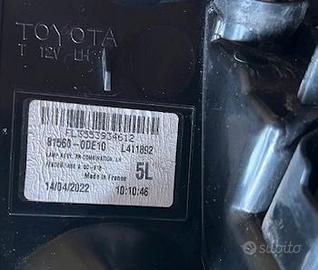 TOYOTA
T 12V LH
FL3353934612
81560-0DE10 L411892
LAMP ASSY, RR COMBINATION, LH
5L
Made in France
14/04/2022 10:10:46
subito